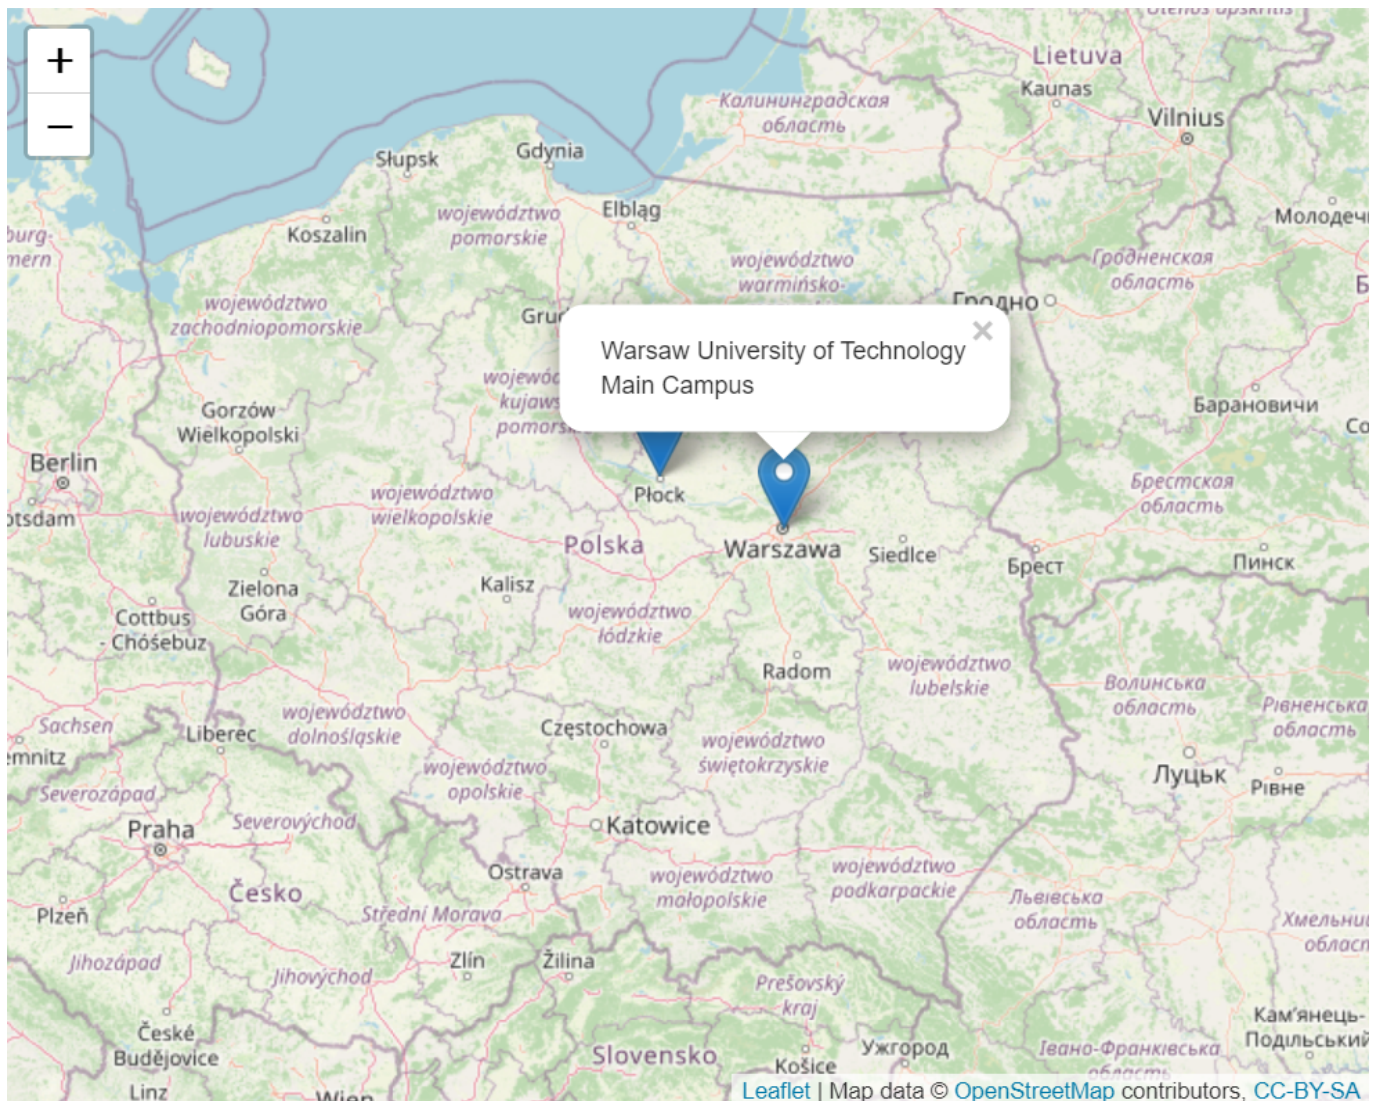 Utenos apskritis
+
Lietuva
Kaunas
Калининградская
область
Vilnius
−
Gdynia
Słupsk
Elbląg
województwo
pomorskie
Koszalin
Гродненская
область
województwo
warmińsko-
województwo
zachodniopomorskie
Гродно
Warsaw University of Technology
Main Campus
×
Gorzów
Wielkopolski
Барановичи
Berlin
województwo
wielkopolskie
Płock
Брестская
область
województwo
lubuskie
Polska
Warszawa
Siedlce
Брест
Пинск
Zielona
Góra
Kalisz
województwo
łódzkie
Cottbus
- Chóśebuz
Radom
województwo
lubelskie
Волинська
область
Рівненська
область
Sachsen
Liberec
województwo
dolnośląskie
Częstochowa
województwo
świętokrzyskie
województwo
opolskie
Луцьк
Рівне
Severozápad
Praha
Severovýchod
Katowice
Ostrava
województwo
małopolskie
województwo
podkarpackie
Česko
Plzeň
Střední Morava
Львівська
область
Jihozápad
Jihovýchod
Zlín
Žilina
Prešovský
kraj
České
Budějovice
Кам'янець-
Подільський
Slovensko
Košice
Ужгород
Івано-Франківська
область
Linz
Wien
Leaflet | Map data © OpenStreetMap contributors, CC-BY-SA